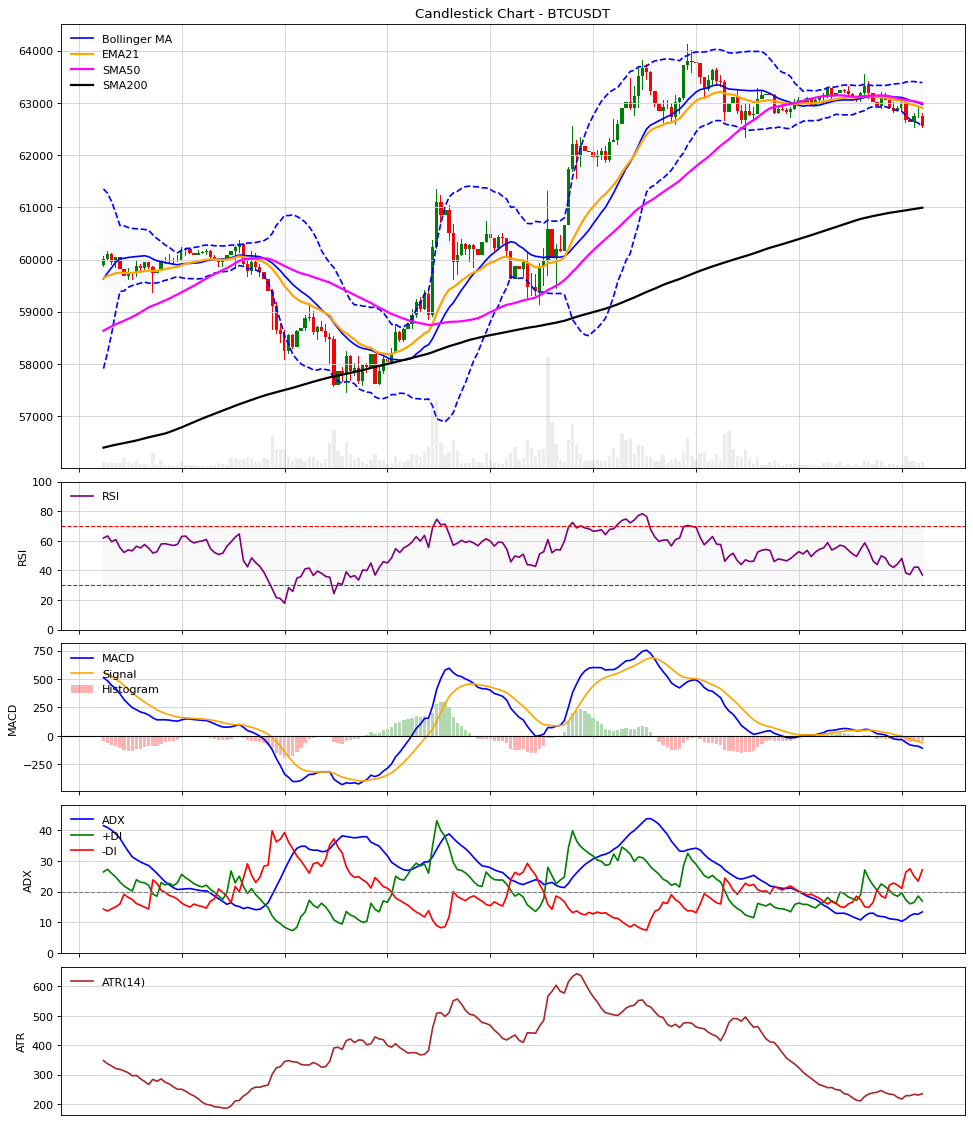 Candlestick Chart - BTCUSDT
Bollinger MA
EMA21
SMA50
SMA200
64000
63000
62000
61000
60000
59000
58000
57000
RSI
RSI
100
80
60
40
20
0
MACD
Signal
Histogram
MACD
750
500
250
0
−250
ADX
+DI
-DI
ADX
40
30
20
10
0
ATR(14)
ATR
600
500
400
300
200